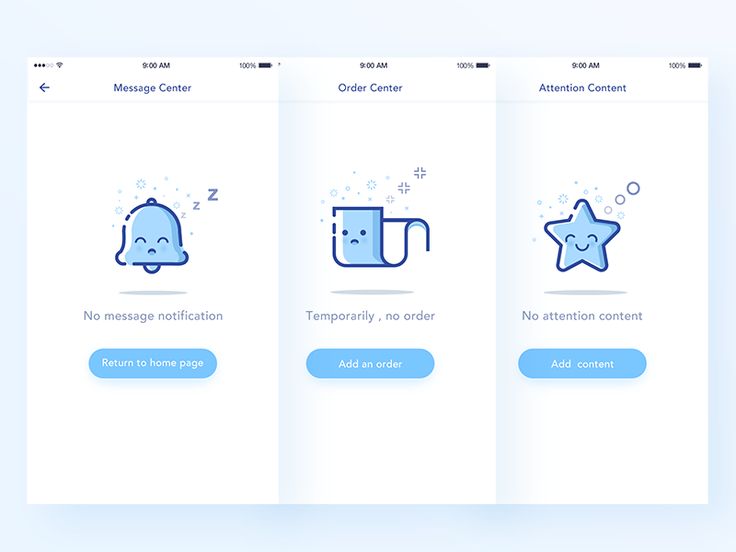 9:00 AM 100%
Message Center
Z
Z
Z
No message notification
Return to home page
9:00 AM 100%
Order Center
Temporarily , no order
Add an order
9:00 AM 100%
Attention Content
No attention content
Add content